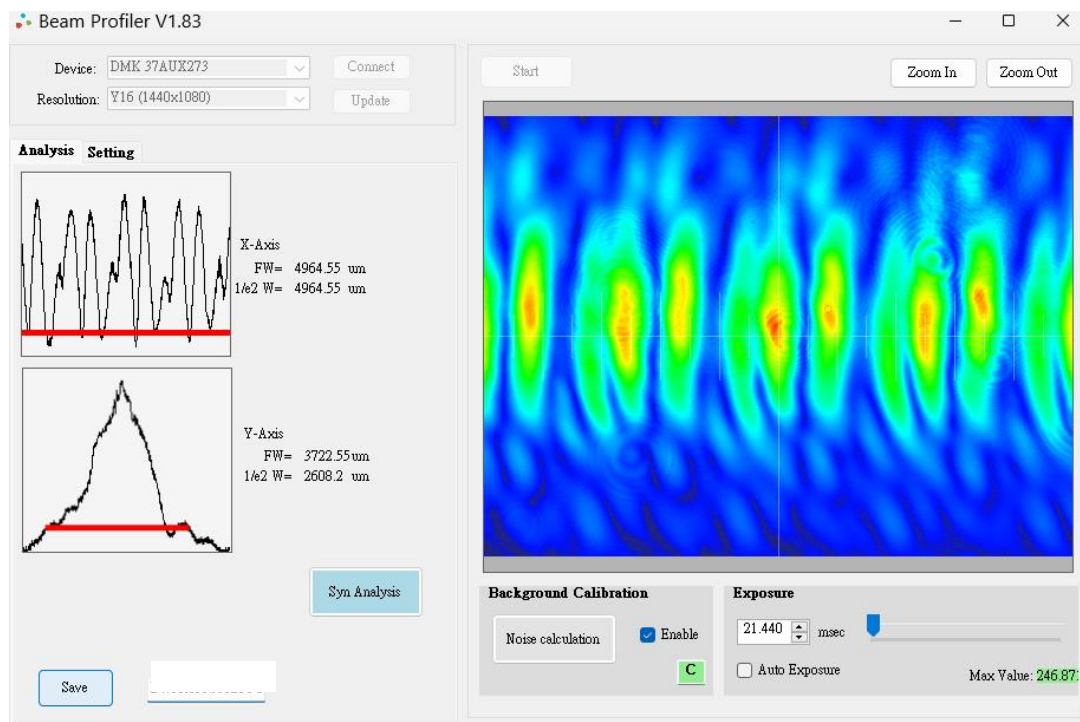 Beam Profiler V1.83
Device: DMK 37AUX273 Connect
Resolution: Y16 (1440x1080) Update
Start Zoom In Zoom Out
Analysis Setting
X-Axis
FW= 4964.55 um
1/e2 W= 4964.55 um
Y-Axis
FW= 3722.55 um
1/e2 W= 2608.2 um
Syn Analysis
Save
Background Calibration
Noise calculation Enable
C
Exposure
21.440 msec
Auto Exposure
Max Value: 246.87